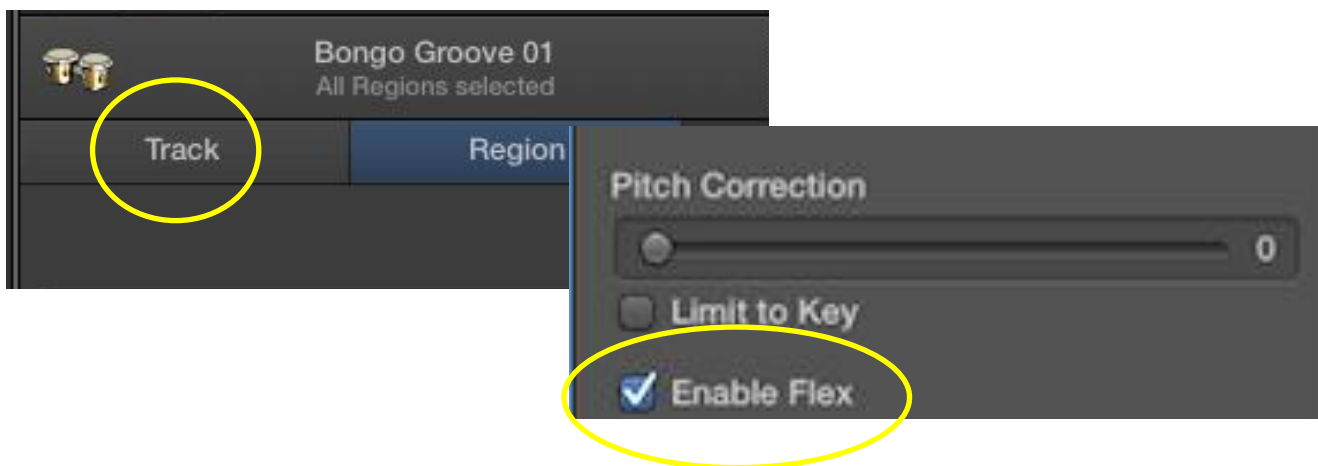 Bongo Groove 01
All Regions selected
Track Region
Pitch Correction
0
Limit to Key
Enable Flex